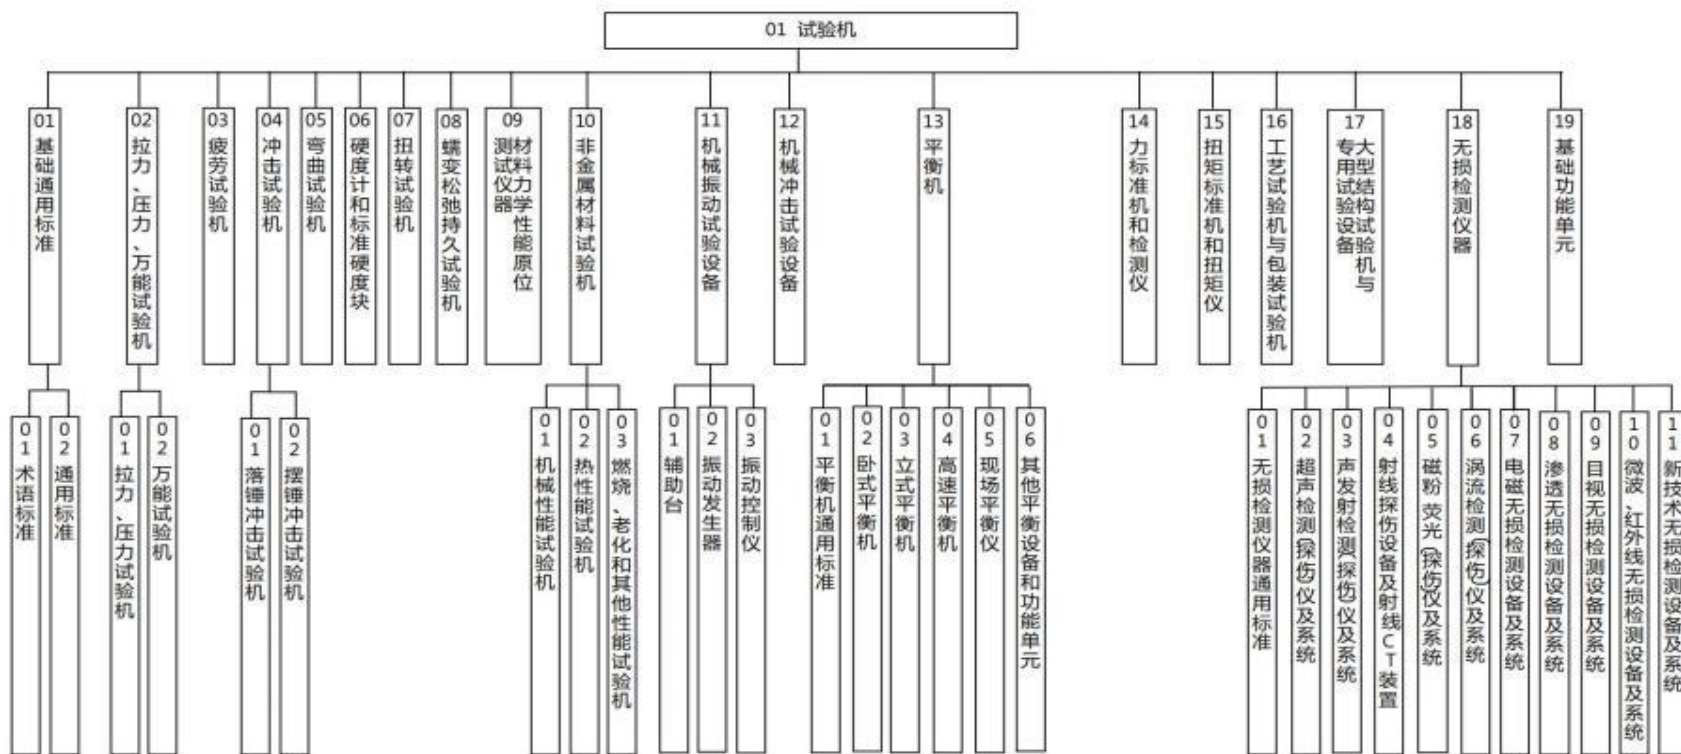 01 试验机
01 基础通用标准
02 拉力、压力、万能试验机
03 疲劳试验机
04 冲击试验机
05 弯曲试验机
06 硬度计和标准硬度块
07 扭转试验机
08 蠕变松弛持久试验机
09 材料力学性能原位测试仪器
10 非金属材料试验机
11 机械振动试验设备
12 机械冲击试验设备
13 平衡机
14 力标准机和检测仪
15 扭矩标准机和扭矩仪
16 工艺试验机与包装试验机
17 大型结构试验机与专用试验设备
18 无损检测仪器
19 基础功能单元
01 术语标准
02 通用标准
01 拉力、压力试验机
02 万能试验机
01 落锤冲击试验机
02 摆锤冲击试验机
01 机械性能试验机
02 热性能试验机
03 燃烧、老化和其他性能试验机
01 辅助台
02 振动发生器
03 振动控制仪
01 平衡机通用标准
02 卧式平衡机
03 立式平衡机
04 高速平衡机
05 现场平衡仪
06 其他平衡设备和功能单元
01 无损检测仪器通用标准
02 超声检测(探伤)仪及系统
03 声发射检测(探伤)仪及系统
04 射线探伤设备及射线CT装置
05 磁粉 荧光(探伤)仪及系统
06 涡流检测(探伤)仪及系统
07 电磁无损检测设备及系统
08 渗透无损检测设备及系统
09 目视无损检测设备及系统
10 微波、红外线无损检测设备及系统
11 新技术无损检测设备及系统